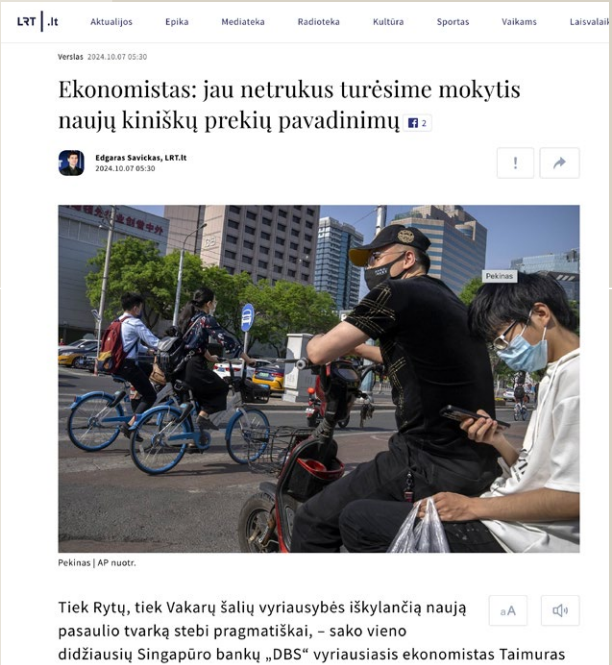 LRT.lt Aktualijos Epika Mediateka Radioteka Kultūra Sportas Vaikams
Verslas 2024.10.07 05:30
Ekonomistas: jau netrukus turėsime mokytis
naujų kiniškų prekių pavadinimų 2
Edgaras Savickas, LRT.lt
2024.10.07 05:30
!
Pekinas
Pekinas | AP nuotr.
Tiek Rytų, tiek Vakarų šalių vyriausybės iškylančią naują
aA
pasaulio tvarką stebi pragmatiškai, – sako vieno
didžiausių Singapūro bankų „DBS“ vyriausiasis ekonomistas Taimuras